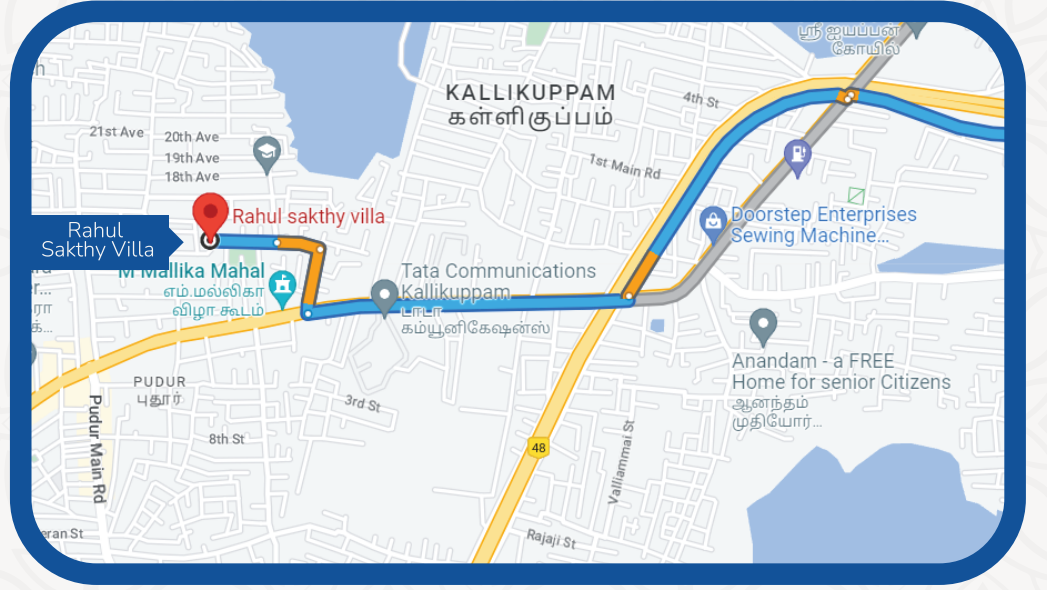 ஸ்ரீ ஐயப்பன்
கோயில்
KALLIKUPPAM
கள்ளிகுப்பம்
4th St
21st Ave
20th Ave
19th Ave
18th Ave
1st Main Rd
Rahul sakthy villa
Rahul
Sakthy Villa
Doorstep Enterprises
Sewing Machine...
M Mallika Mahal
எம் மல்லிகா
விழா கூடம்
Tata Communications
Kallikuppam
டாடா
கம்யூனிகேஷன்ஸ்
Anandam - a FREE
Home for senior Citizens
ஆனந்தம்
முதியோர்...
PUDUR
புதூர்
3rd St
Pudur Main Rd
8th St
48
Valliammai St
eran St
Rajaji St